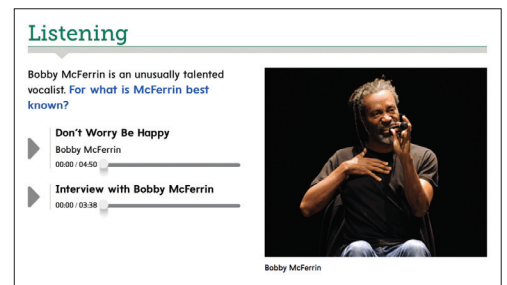 Listening
Bobby McFerrin is an unusually talented
vocalist. For what is McFerrin best
known?
Don't Worry Be Happy
Bobby McFerrin
00:00 / 04:50
Interview with Bobby McFerrin
00:00 / 03:38
Bobby McFerrin